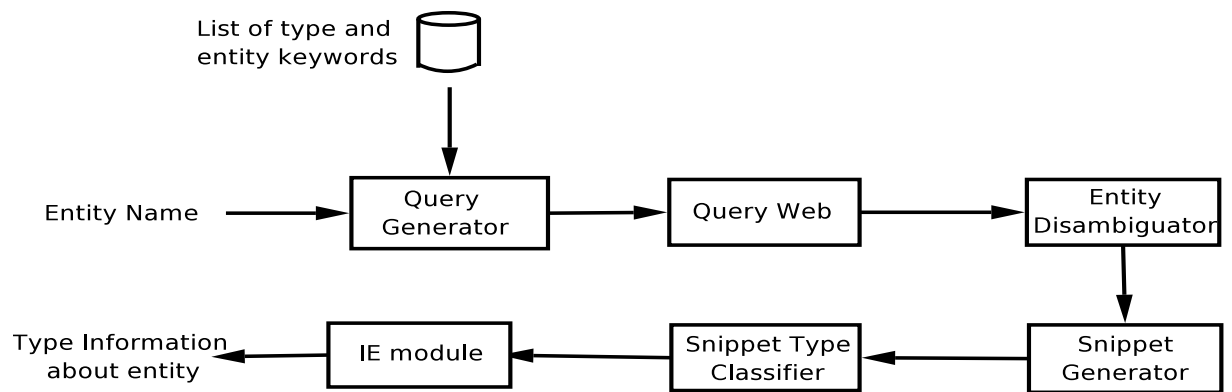 List of type and
entity keywords
Entity Name
Query
Generator
Query Web
Entity
Disambiguator
Type Information
about entity
IE module
Snippet Type
Classifier
Snippet
Generator